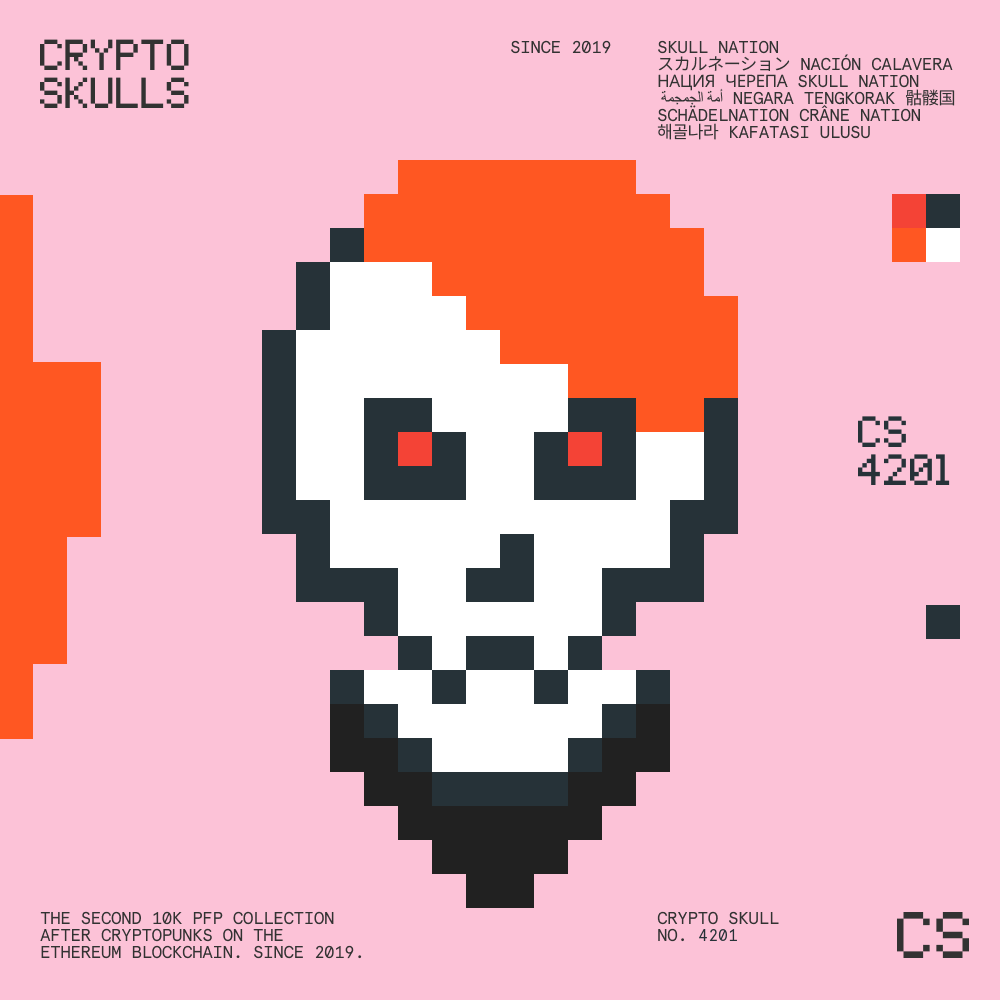 CRYPTO
SKULLS
SINCE 2019
SKULL NATION
スカルネーション NACIÓN CALAVERA
НАЦИЯ ЧЕРЕПА SKULL NATION
أمة الجمجمة NEGARA TENGKORAK 骷髅国
SCHÄDELNATION CRÂNE NATION
해골나라 KAFATASI ULUSU
CS
4201
THE SECOND 10K PFP COLLECTION
AFTER CRYPTOPUNKS ON THE
ETHEREUM BLOCKCHAIN. SINCE 2019.
CRYPTO SKULL
NO. 4201
CS